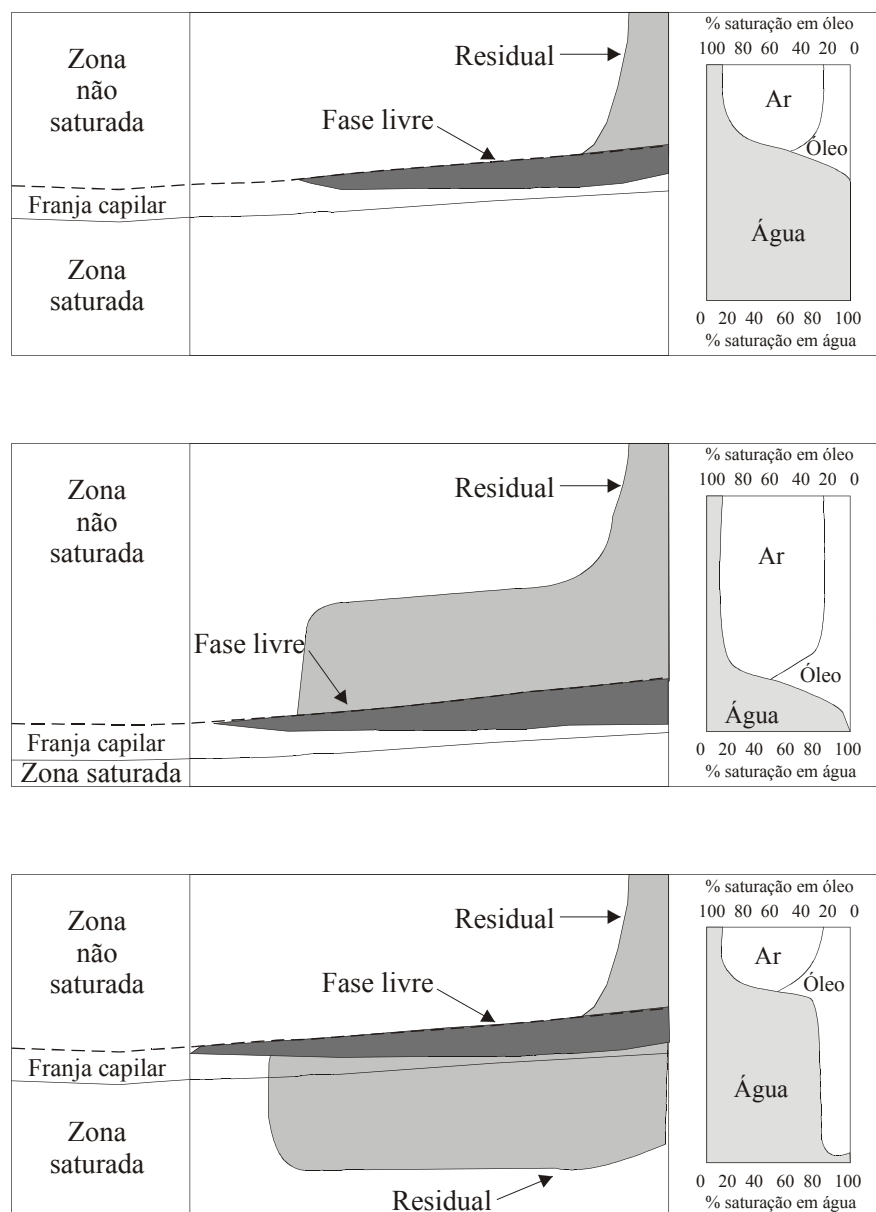 Zona
não
saturada
Franja capilar
Zona
saturada
Residual
Fase livre
% saturação em óleo
100 80 60 40 20 0
Ar
Óleo
Água
0 20 40 60 80 100
% saturação em água
Zona
não
saturada
Franja capilar
Zona saturada
Residual
Fase livre
% saturação em óleo
100 80 60 40 20 0
Ar
Óleo
Água
0 20 40 60 80 100
% saturação em água
Zona
não
saturada
Franja capilar
Zona
saturada
Residual
Fase livre
Residual
% saturação em óleo
100 80 60 40 20 0
Ar
Óleo
Água
0 20 40 60 80 100
% saturação em água